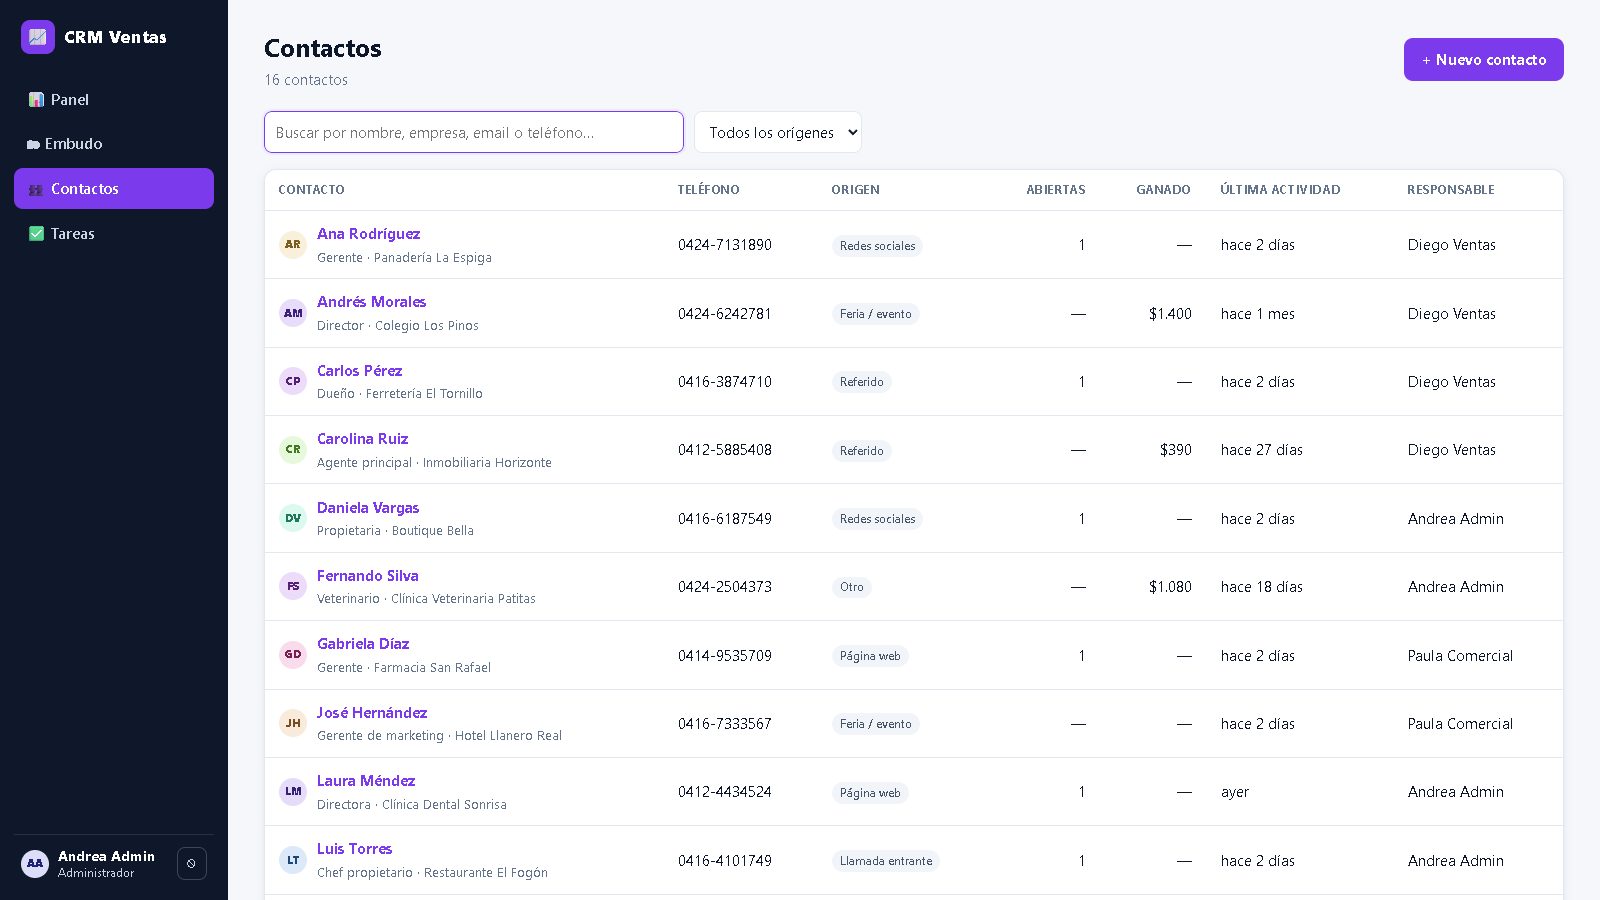 CRM Ventas
Panel
Embudo
Contactos
Tareas
AA
Andrea Admin
Administrador
Contactos
16 contactos
+ Nuevo contacto
Buscar por nombre, empresa, email o teléfono...
Todos los orígenes
CONTACTO TELÉFONO ORIGEN ABIERTAS GANADO ÚLTIMA ACTIVIDAD RESPONSABLE
AR Ana Rodríguez 0424-7131890 Redes sociales 1 — hace 2 días Diego Ventas
Gerente · Panadería La Espiga
AM Andrés Morales 0424-6242781 Feria / evento — $1.400 hace 1 mes Diego Ventas
Director · Colegio Los Pinos
CP Carlos Pérez 0416-3874710 Referido 1 — hace 2 días Diego Ventas
Dueño · Ferretería El Tornillo
CR Carolina Ruiz 0412-5885408 Referido — $390 hace 27 días Diego Ventas
Agente principal · Inmobiliaria Horizonte
DV Daniela Vargas 0416-6187549 Redes sociales 1 — hace 2 días Andrea Admin
Propietaria · Boutique Bella
FS Fernando Silva 0424-2504373 Otro — $1.080 hace 18 días Andrea Admin
Veterinario · Clínica Veterinaria Patitas
GD Gabriela Díaz 0414-9535709 Página web 1 — hace 2 días Paula Comercial
Gerente · Farmacia San Rafael
JH José Hernández 0416-7333567 Feria / evento — — hace 2 días Paula Comercial
Gerente de marketing · Hotel Llanero Real
LM Laura Méndez 0412-4434524 Página web 1 — ayer Andrea Admin
Directora · Clínica Dental Sonrisa
LT Luis Torres 0416-4101749 Llamada entrante 1 — hace 2 días Andrea Admin
Chef propietario · Restaurante El Fogón